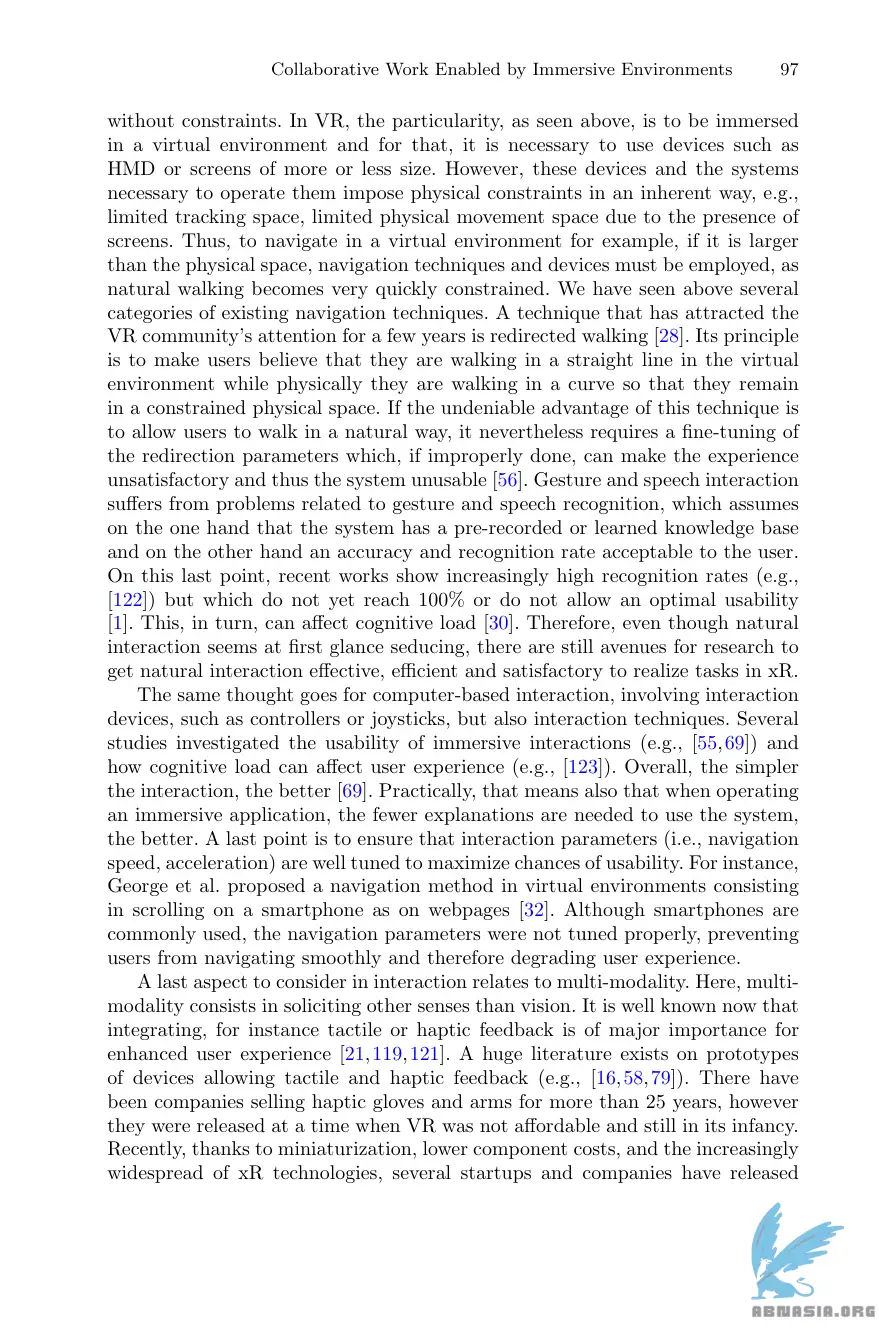 Collaborative Work Enabled by Immersive Environments 97
without constraints. In VR, the particularity, as seen above, is to be immersed
in a virtual environment and for that, it is necessary to use devices such as
HMD or screens of more or less size. However, these devices and the systems
necessary to operate them impose physical constraints in an inherent way, e.g.,
limited tracking space, limited physical movement space due to the presence of
screens. Thus, to navigate in a virtual environment for example, if it is larger
than the physical space, navigation techniques and devices must be employed, as
natural walking becomes very quickly constrained. We have seen above several
categories of existing navigation techniques. A technique that has attracted the
VR community's attention for a few years is redirected walking [28]. Its principle
is to make users believe that they are walking in a straight line in the virtual
environment while physically they are walking in a curve so that they remain
in a constrained physical space. If the undeniable advantage of this technique is
to allow users to walk in a natural way, it nevertheless requires a fine-tuning of
the redirection parameters which, if improperly done, can make the experience
unsatisfactory and thus the system unusable [56]. Gesture and speech interaction
suffers from problems related to gesture and speech recognition, which assumes
on the one hand that the system has a pre-recorded or learned knowledge base
and on the other hand an accuracy and recognition rate acceptable to the user.
On this last point, recent works show increasingly high recognition rates (e.g.,
[122]) but which do not yet reach 100% or do not allow an optimal usability
[1]. This, in turn, can affect cognitive load [30]. Therefore, even though natural
interaction seems at first glance seducing, there are still avenues for research to
get natural interaction effective, efficient and satisfactory to realize tasks in xR.
The same thought goes for computer-based interaction, involving interaction
devices, such as controllers or joysticks, but also interaction techniques. Several
studies investigated the usability of immersive interactions (e.g., [55,69]) and
how cognitive load can affect user experience (e.g., [123]). Overall, the simpler
the interaction, the better [69]. Practically, that means also that when operating
an immersive application, the fewer explanations are needed to use the system,
the better. A last point is to ensure that interaction parameters (i.e., navigation
speed, acceleration) are well tuned to maximize chances of usability. For instance,
George et al. proposed a navigation method in virtual environments consisting
in scrolling on a smartphone as on webpages [32]. Although smartphones are
commonly used, the navigation parameters were not tuned properly, preventing
users from navigating smoothly and therefore degrading user experience.
A last aspect to consider in interaction relates to multi-modality. Here, multi-
modality consists in soliciting other senses than vision. It is well known now that
integrating, for instance tactile or haptic feedback is of major importance for
enhanced user experience [21,119,121]. A huge literature exists on prototypes
of devices allowing tactile and haptic feedback (e.g., [16,58,79]). There have
been companies selling haptic gloves and arms for more than 25 years, however
they were released at a time when VR was not affordable and still in its infancy.
Recently, thanks to miniaturization, lower component costs, and the increasingly
widespread of xR technologies, several startups and companies have released
ABNASIA.ORG